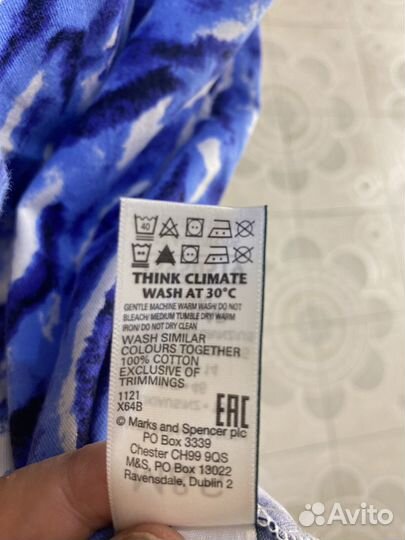 40
THINK CLIMATE
WASH AT 30°C
GENTLE MACHINE WARM WASH/ DO NOT
BLEACH/ MEDIUM TUMBLE DRY/ WARM
IRON/ DO NOT DRY CLEAN
WASH SIMILAR
COLOURS TOGETHER
100% COTTON
EXCLUSIVE OF
TRIMMINGS
1121
X64B
EAC
© Marks and Spencer plc
PO Box 3339
Chester CH99 9QS
M&S, PO Box 13022
Ravensdale, Dublin 2
Avito